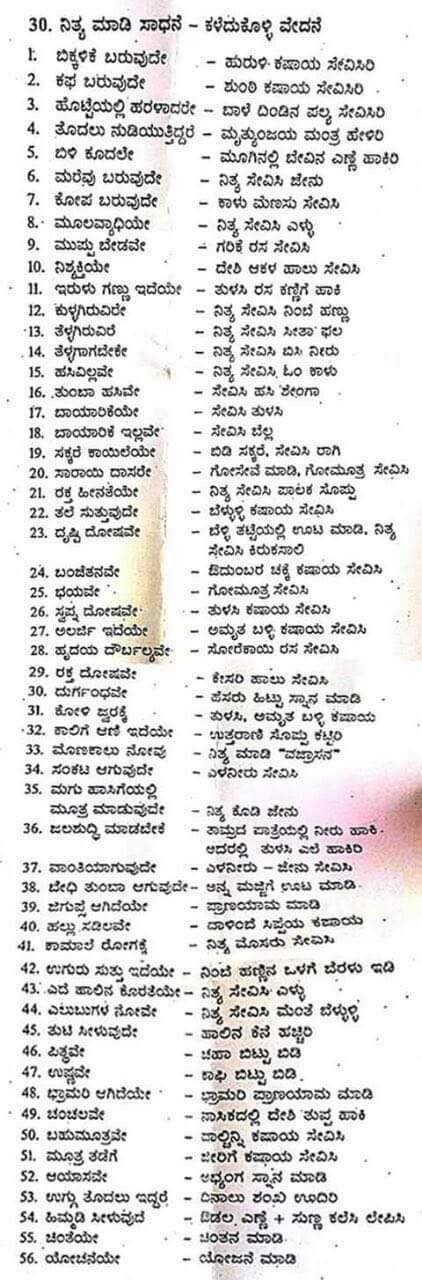 30. ನಿತ್ಯ ಮಾಡಿ ಸಾಧನೆ - ಕಳೆದುಕೊಳ್ಳಿ ವೇದನೆ
1. ಬಿಕ್ಕಳಿಕೆ ಬರುವುದೇ - ಹುರುಳಿ ಕಷಾಯ ಸೇವಿಸಿರಿ
2. ಕಫ ಬರುವುದೇ - ಶುಂಠಿ ಕಷಾಯ ಸೇವಿಸಿರಿ
3. ಹೊಟ್ಟೆಯಲ್ಲಿ ಹರಳಾದರೇ - ಬಾಳೆ ದಿಂಡಿನ ಪಲ್ಯ ಸೇವಿಸಿರಿ
4. ತೊದಲು ನುಡಿಯುತ್ತಿದ್ದರೆ - ಮೃತ್ಯುಂಜಯ ಮಂತ್ರ ಹೇಳಿರಿ
5. ಬಿಳಿ ಕೂದಲೇ - ಮೂಗಿನಲ್ಲಿ ಬೇವಿನ ಎಣ್ಣೆ ಹಾಕಿರಿ
6. ಮರೆವು ಬರುವುದೇ - ನಿತ್ಯ ಸೇವಿಸಿ ಜೇನು
7. ಕೋಪ ಬರುವುದೇ - ಕಾಳು ಮೆಣಸು ಸೇವಿಸಿ
8. ಮೂಲವ್ಯಾಧಿಯೇ - ನಿತ್ಯ ಸೇವಿಸಿ ಎಳ್ಳು
9. ಮುಪ್ಪು ಬೇಡವೇ - ಗರಿಕೆ ರಸ ಸೇವಿಸಿ
10. ನಿಶ್ಯಕ್ತಿಯೇ - ದೇಶಿ ಆಕಳ ಹಾಲು ಸೇವಿಸಿ
11. ಇರುಳು ಗಣ್ಣು ಇದೆಯೇ - ತುಳಸಿ ರಸ ಕಣ್ಣಿಗೆ ಹಾಕಿ
12. ಕುಳ್ಳಗಿರುವಿರೇ - ನಿತ್ಯ ಸೇವಿಸಿ ನಿಂಬೆ ಹಣ್ಣು
13. ತೆಳ್ಳಗಿರುವಿರೆ - ನಿತ್ಯ ಸೇವಿಸಿ ಸೀತಾ ಫಲ
14. ತೆಳ್ಳಗಾಗಬೇಕೇ - ನಿತ್ಯ ಸೇವಿಸಿ ಬಿಸಿ ನೀರು
15. ಹಸಿವಿಲ್ಲವೇ - ನಿತ್ಯ ಸೇವಿಸಿ ಓಂ ಕಾಳು
16. ತುಂಬಾ ಹಸಿವೇ - ಸೇವಿಸಿ ಹಸಿ ಶೇಂಗಾ
17. ಬಾಯಾರಿಕೆಯೇ - ಸೇವಿಸಿ ತುಳಸಿ
18. ಬಾಯಾರಿಕೆ ಇಲ್ಲವೇ - ಸೇವಿಸಿ ಬೆಲ್ಲ
19. ಸಕ್ಕರೆ ಕಾಯಿಲೆಯೇ - ಬಿಡಿ ಸಕ್ಕರೆ, ಸೇವಿಸಿ ರಾಗಿ
20. ಸಾರಾಯಿ ದಾಸರೇ - ಗೋಸೇವೆ ಮಾಡಿ, ಗೋಮೂತ್ರ ಸೇವಿಸಿ
21. ರಕ್ತ ಹೀನತೆಯೇ - ನಿತ್ಯ ಸೇವಿಸಿ ಪಾಲಕ ಸೊಪ್ಪು
22. ತಲೆ ಸುತ್ತುವುದೇ - ಬೆಳ್ಳುಳ್ಳಿ ಕಷಾಯ ಸೇವಿಸಿ
23. ದೃಷ್ಟಿ ದೋಷವೇ - ಬೆಳ್ಳಿ ತಟ್ಟೆಯಲ್ಲಿ ಊಟ ಮಾಡಿ, ನಿತ್ಯ
ಸೇವಿಸಿ ಕಿರುಕಸಾಲಿ
24. ಬಂಜೆತನವೇ - ಔದುಂಬರ ಚಕ್ಕೆ ಕಷಾಯ ಸೇವಿಸಿ
25. ಭಯವೇ - ಗೋಮೂತ್ರ ಸೇವಿಸಿ
26. ಸ್ವಪ್ನ ದೋಷವೇ - ತುಳಸಿ ಕಷಾಯ ಸೇವಿಸಿ
27. ಅಲರ್ಜಿ ಇದೆಯೇ - ಅಮೃತ ಬಳ್ಳಿ ಕಷಾಯ ಸೇವಿಸಿ
28. ಹೃದಯ ದೌರ್ಬಲ್ಯವೇ - ಸೋರೆಕಾಯಿ ರಸ ಸೇವಿಸಿ
29. ರಕ್ತ ದೋಷವೇ - ಕೇಸರಿ ಹಾಲು ಸೇವಿಸಿ
30. ದುರ್ಗಂಧವೇ - ಹೆಸರು ಹಿಟ್ಟು ಸ್ನಾನ ಮಾಡಿ
31. ಕೋಳಿ ಜ್ವರಕ್ಕೆ - ತುಳಸಿ, ಅಮೃತ ಬಳ್ಳಿ ಕಷಾಯ
32. ಕಾಲಿಗೆ ಆಣಿ ಇದೆಯೇ - ಉತ್ತರಾಣಿ ಸೊಪ್ಪು ಕಟ್ಟಿರಿ
33. ಮೊಣಕಾಲು ನೋವು - ನಿತ್ಯ ಮಾಡಿ "ವಜ್ರಾಸನ"
34. ಸಂಕಟ ಆಗುವುದೇ - ಎಳನೀರು ಸೇವಿಸಿ
35. ಮಗು ಹಾಸಿಗೆಯಲ್ಲಿ
ಮೂತ್ರ ಮಾಡುವುದೇ - ನಿತ್ಯ ಕೊಡಿ ಜೇನು
36. ಜಲಶುದ್ಧಿ ಮಾಡಬೇಕೆ - ತಾಮ್ರದ ಪಾತ್ರೆಯಲ್ಲಿ ನೀರು ಹಾಕಿ
ಅದರಲ್ಲಿ ತುಳಸಿ ಎಲೆ ಹಾಕಿರಿ
37. ವಾಂತಿಯಾಗುವುದೇ - ಎಳನೀರು - ಜೇನು ಸೇವಿಸಿ
38. ಬೇಧಿ ತುಂಬಾ ಆಗುವುದೇ - ಅನ್ನ ಮಜ್ಜಿಗೆ ಊಟ ಮಾಡಿ
39. ಜಿಗುಪ್ಸೆ ಆಗಿದೆಯೇ - ಪ್ರಾಣಯಾಮ ಮಾಡಿ
40. ಹಲ್ಲು ಸಡಿಲವೇ - ದಾಳಿಂಬೆ ಸಿಪ್ಪೆಯ ಕಷಾಯ
41. ಕಾಮಾಲೆ ರೋಗಕ್ಕೆ - ನಿತ್ಯ ಮೊಸರು ಸೇವಿಸಿ
42. ಉಗುರು ಸುತ್ತು ಇದೆಯೇ - ನಿಂಬೆ ಹಣ್ಣಿನ ಒಳಗೆ ಬೆರಳು ಇಡಿ
43. ಎದೆ ಹಾಲಿನ ಕೊರತೆಯೇ - ನಿತ್ಯ ಸೇವಿಸಿ ಎಳ್ಳು
44. ಎಲುಬುಗಳ ನೋವೇ - ನಿತ್ಯ ಸೇವಿಸಿ ಮೆಂತೆ ಬೆಳ್ಳುಳ್ಳಿ
45. ತುಟಿ ಸೀಳುವುದೇ - ಹಾಲಿನ ಕೆನೆ ಹಚ್ಚಿರಿ
46. ಪಿತ್ಥವೇ - ಚಹಾ ಬಿಟ್ಟು ಬಿಡಿ
47. ಉಷ್ಣವೇ - ಕಾಫಿ ಬಿಟ್ಟು ಬಿಡಿ
48. ಭ್ರಾಮರಿ ಆಗಿದೆಯೇ - ಭ್ರಾಮರಿ ಪ್ರಾಣಯಾಮ ಮಾಡಿ
49. ಚಂಚಲವೇ - ನಾಸಿಕದಲ್ಲಿ ದೇಶಿ ತುಪ್ಪ ಹಾಕಿ
50. ಬಹುಮೂತ್ರವೇ - ದಾಲ್ಚಿನ್ನಿ ಕಷಾಯ ಸೇವಿಸಿ
51. ಮೂತ್ರ ತಡೆಗೆ - ಜೀರಿಗೆ ಕಷಾಯ ಸೇವಿಸಿ
52. ಆಯಾಸವೇ - ಅಭ್ಯಂಗ ಸ್ನಾನ ಮಾಡಿ
53. ಉಗ್ಗು ತೊದಲು ಇದ್ದರೆ - ದಿನಾಲು ಶಂಖ ಊದಿರಿ
54. ಹಿಮ್ಮಡಿ ಸೀಳುವುದೆ - ಔಡಲ ಎಣ್ಣೆ + ಸುಣ್ಣ ಕಲೆಸಿ ಲೇಪಿಸಿ
55. ಚಿಂತೆಯೇ - ಚಿಂತನ ಮಾಡಿ
56. ಯೋಚನೆಯೇ - ಯೋಜನೆ ಮಾಡಿ